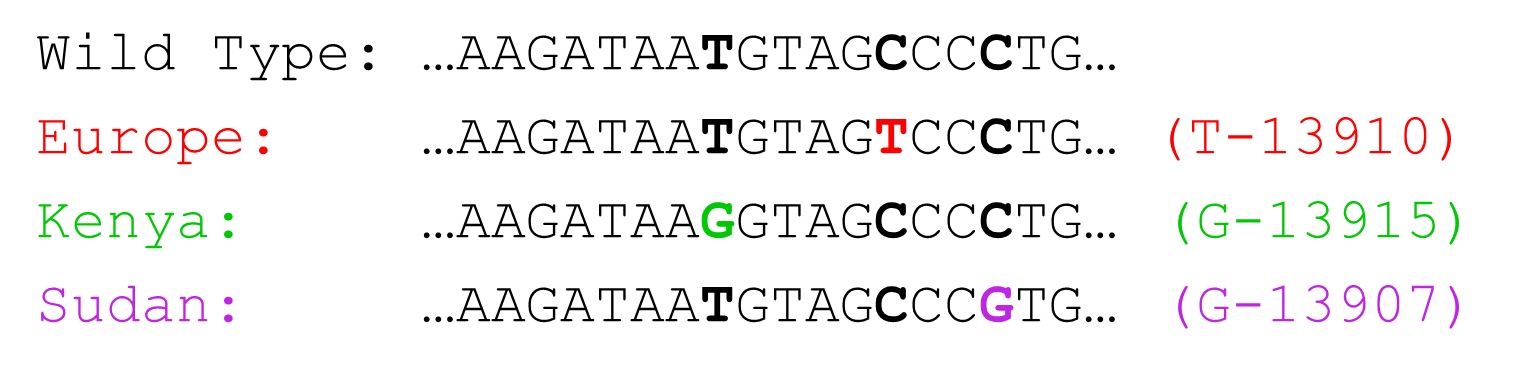 Wild Type: …AAGATAATGTAGCCCCTG…
Europe: …AAGATAATGTAGTCCCTG… (T-13910)
Kenya: …AAGATAAGGTAGCCCCTG… (G-13915)
Sudan: …AAGATAATGTAGCCCGTG… (G-13907)